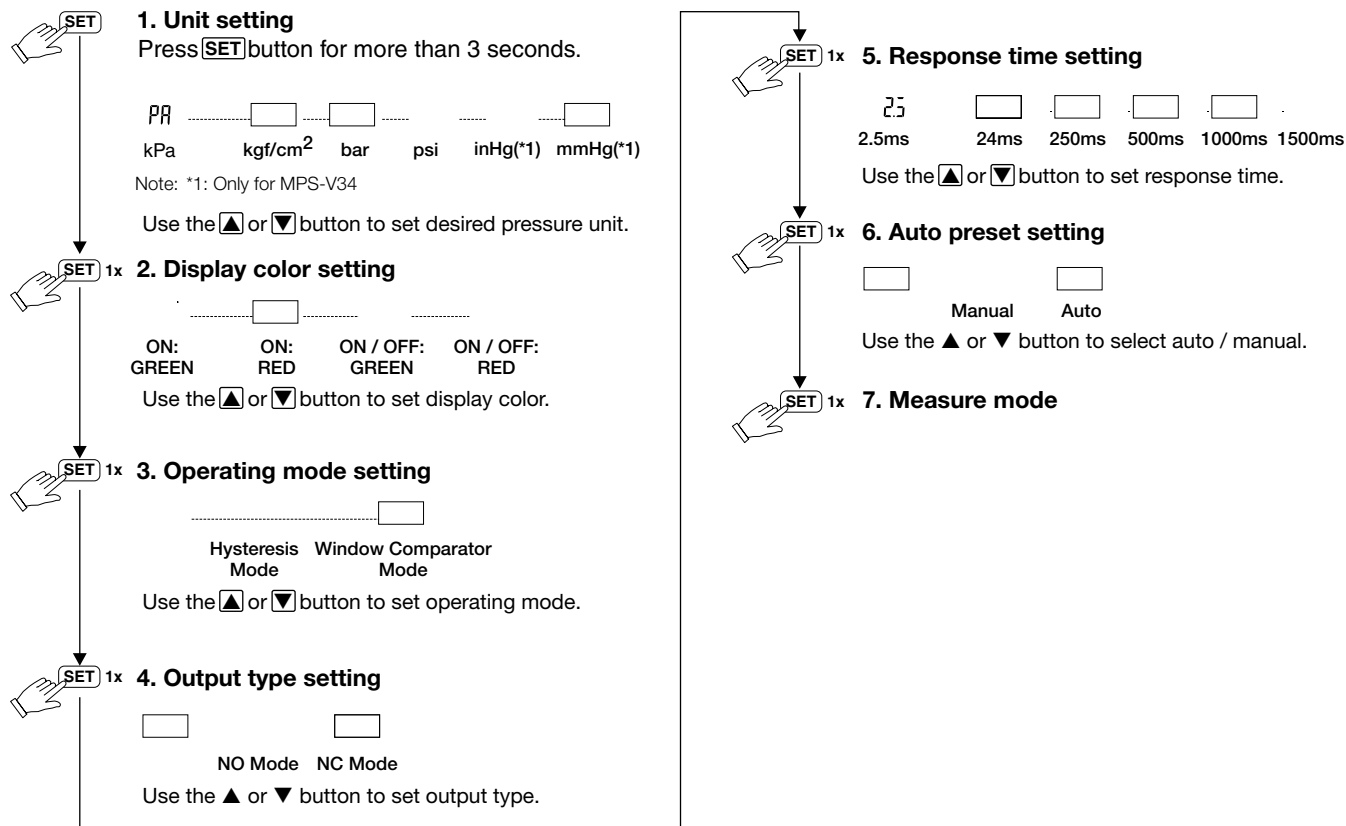 SET 1. Unit setting
Press SET button for more than 3 seconds.
PA
kPa kgf/cm² bar psi inHg(*1) mmHg(*1)
Note: *1: Only for MPS-V34
Use the ▲ or ▼ button to set desired pressure unit.
SET 1x 2. Display color setting
ON: GREEN ON: RED ON / OFF: GREEN ON / OFF: RED
Use the ▲ or ▼ button to set display color.
SET 1x 3. Operating mode setting
Hysteresis Mode Window Comparator Mode
Use the ▲ or ▼ button to set operating mode.
SET 1x 4. Output type setting
NO Mode NC Mode
Use the ▲ or ▼ button to set output type.
SET 1x 5. Response time setting
2.5
2.5ms 24ms 250ms 500ms 1000ms 1500ms
Use the ▲ or ▼ button to set response time.
SET 1x 6. Auto preset setting
Manual Auto
Use the ▲ or ▼ button to select auto / manual.
SET 1x 7. Measure mode